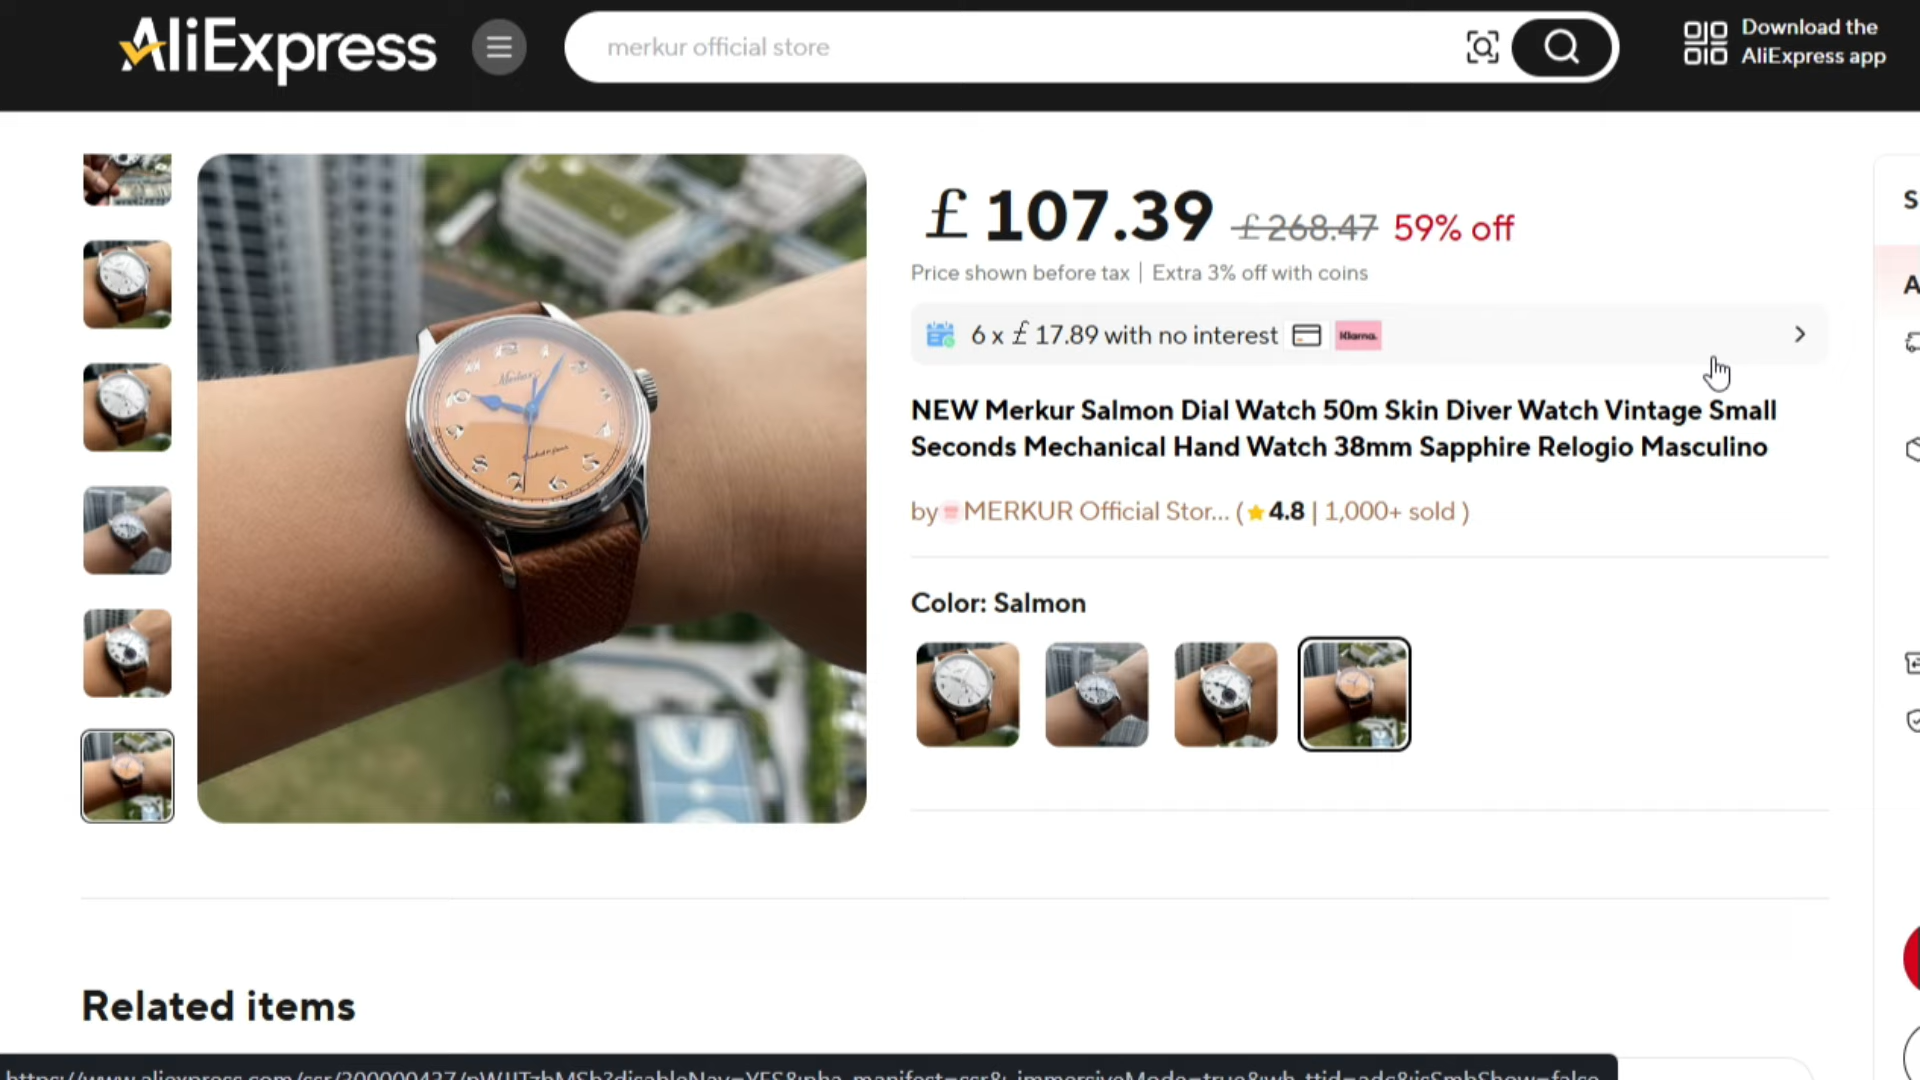 AliExpress
merkur official store
Download the
AliExpress app
£107.39 £268.47 59% off
Price shown before tax | Extra 3% off with coins
6 x £17.89 with no interest Klarna.
NEW Merkur Salmon Dial Watch 50m Skin Diver Watch Vintage Small
Seconds Mechanical Hand Watch 38mm Sapphire Relogio Masculino
by MERKUR Official Stor... ( 4.8 | 1,000+ sold )
Color: Salmon
Merkur
Related items